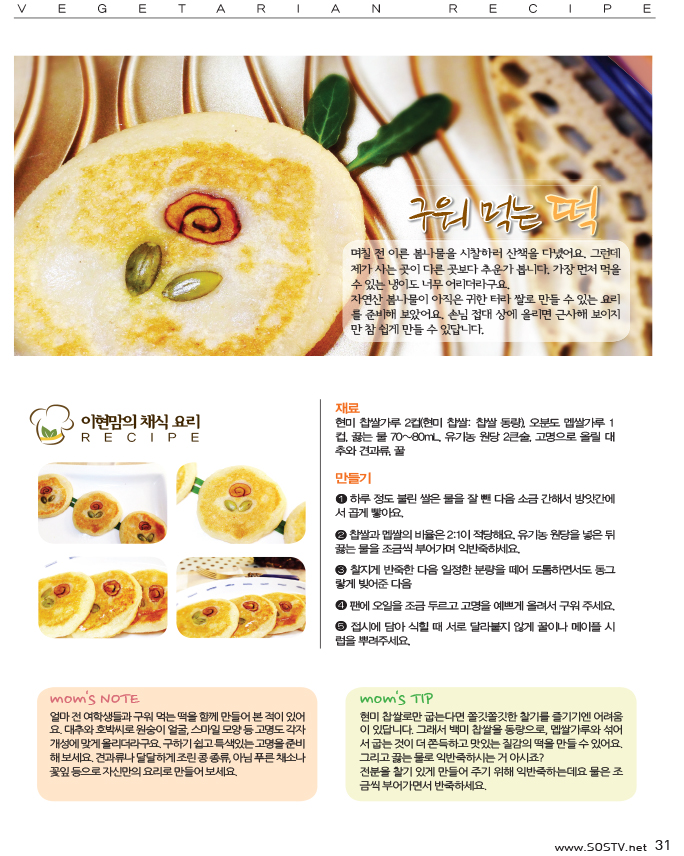 VEGETARIAN RECIPE
구워 먹는 떡
며칠 전 이른 봄나물을 시찰하러 산책을 다녔어요. 그런데
제가 사는 곳이 다른 곳보다 추운가 봅니다. 가장 먼저 먹을
수 있는 냉이도 너무 어리더라구요.
자연산 봄나물이 아직은 귀한 터라 쌀로 만들 수 있는 요리
를 준비해 보았어요. 손님 접대 상에 올리면 근사해 보이지
만 참 쉽게 만들 수 있답니다.
이현맘의 채식 요리
RECIPE
재료
현미 찹쌀가루 2컵(현미 찹쌀: 찹쌀 동량), 오분도 멥쌀가루 1
컵, 끓는 물 70~80mL, 유기농 원당 2큰술, 고명으로 올릴 대
추와 견과류, 꿀
만들기
❶ 하루 정도 불린 쌀은 물을 잘 뺀 다음 소금 간해서 방앗간에
서 곱게 빻아요.
❷ 찹쌀과 멥쌀의 비율은 2:1이 적당해요. 유기농 원당을 넣은 뒤
끓는 물을 조금씩 부어가며 익반죽하세요.
❸ 찰지게 반죽한 다음 일정한 분량을 떼어 도톰하면서도 동그
랗게 빚어준 다음
❹ 팬에 오일을 조금 두르고 고명을 예쁘게 올려서 구워 주세요.
❺ 접시에 담아 식힐 때 서로 달라붙지 않게 꿀이나 메이플 시
럽을 뿌려주세요.
mom's NOTE
얼마 전 여학생들과 구워 먹는 떡을 함께 만들어 본 적이 있어
요. 대추와 호박씨로 원숭이 얼굴, 스마일 모양 등 고명도 각자
개성에 맞게 올리더라구요. 구하기 쉽고 특색있는 고명을 준비
해 보세요. 견과류나 달달하게 조린 콩 종류, 아님 푸른 채소나
꽃잎 등으로 자신만의 요리로 만들어 보세요.
mom's TIP
현미 찹쌀로만 굽는다면 쫄깃쫄깃한 찰기를 즐기기엔 어려움
이 있답니다. 그래서 백미 찹쌀을 동량으로, 멥쌀가루와 섞어
서 굽는 것이 더 쫀득하고 맛있는 질감의 떡을 만들 수 있어요.
그리고 끓는 물로 익반죽하시는 거 아시죠?
전분을 찰기 있게 만들어 주기 위해 익반죽하는데요 물은 조
금씩 부어가면서 반죽하세요.
www.SOSTV.net 31